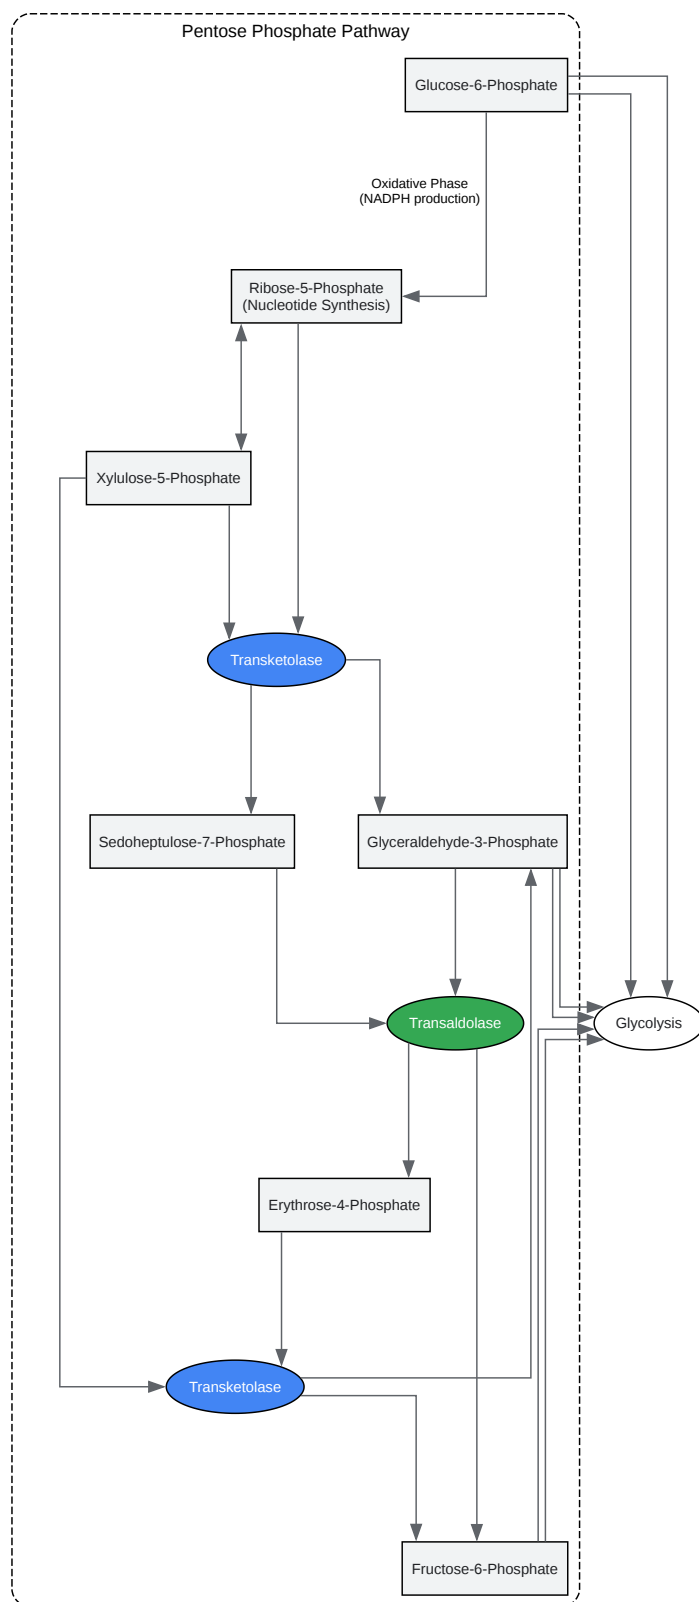 Pentose Phosphate Pathway
Glucose-6-Phosphate
Oxidative Phase
(NADPH production)
Ribose-5-Phosphate
(Nucleotide Synthesis)
Xylulose-5-Phosphate
Transketolase
Sedoheptulose-7-Phosphate
Glyceraldehyde-3-Phosphate
Transaldolase
Glycolysis
Erythrose-4-Phosphate
Transketolase
Fructose-6-Phosphate